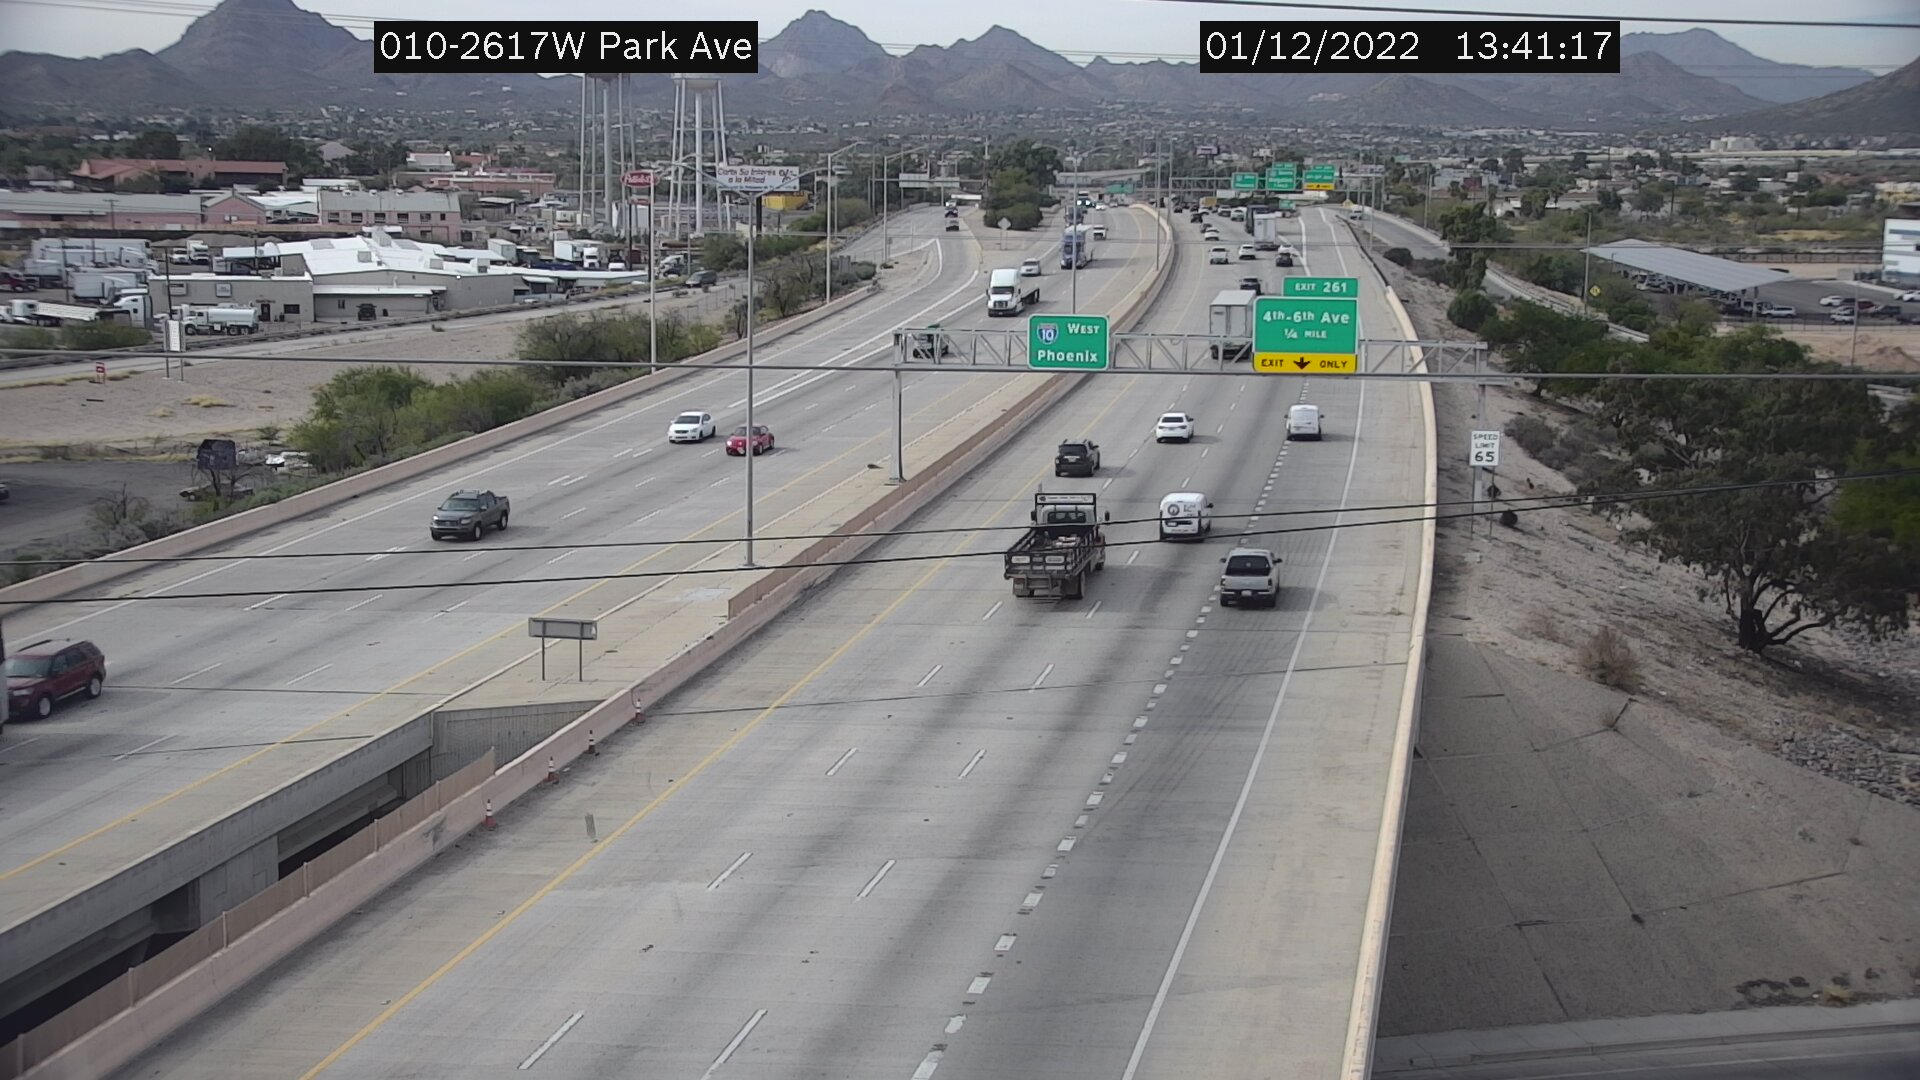 010-2617W Park Ave
01/12/2022 13:41:17
EXIT 261
4th-6th Ave
1/4 MILE
EXIT ONLY
10 WEST
Phoenix
SPEED
LIMIT
65